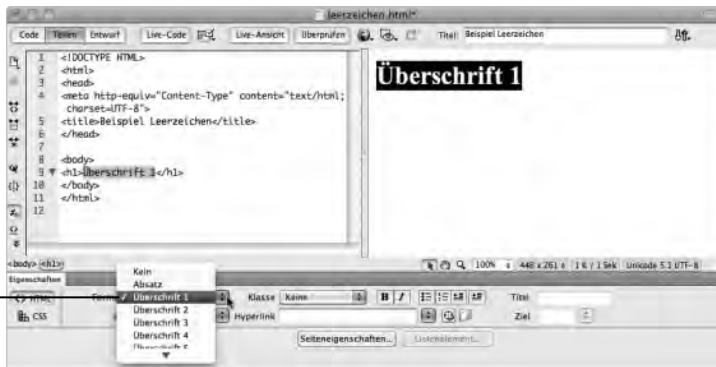 leerzeichen.html*
Code Teilen Entwurf Live-Code Live-Ansicht Überprüfen Titel: Beispiel Leerzeichen
1 <!DOCTYPE HTML>
2 <html>
3 <head>
4 <meta http-equiv="Content-Type" content="text/html;
charset=UTF-8">
5 <title>Beispiel Leerzeichen</title>
6 </head>
7
8 <body>
9 <h1>Überschrift 1</h1>
10 </body>
11 </html>
12
Überschrift 1
<body> <h1> 100% 448 x 261 1 K / 1 Sek Unicode 5.1 UTF-8
Eigenschaften
Kein
Absatz
<> HTML Format ✓ Überschrift 1 Klasse Keine B I Titel
Überschrift 2
CSS Überschrift 3 Hyperlink Ziel
Überschrift 4
Überschrift 5
Seiteneigenschaften... Listenelement...